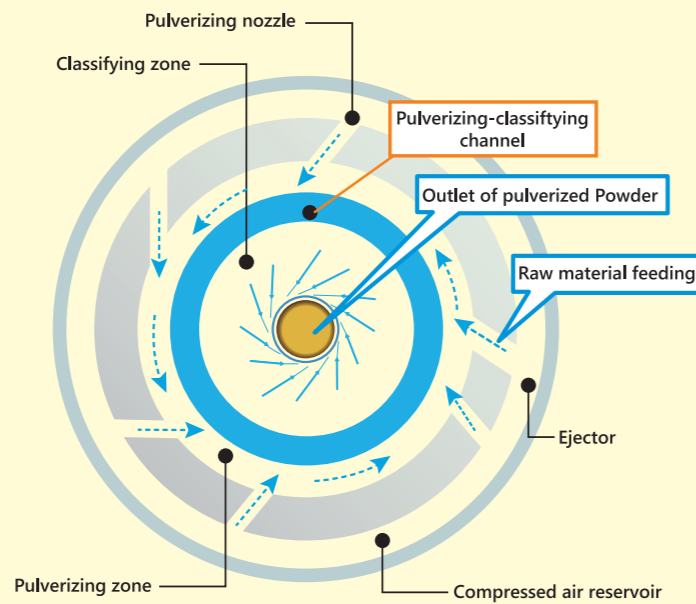 Pulverizing nozzle
Classifying zone
Pulverizing-classiftying
channel
Outlet of pulverized Powder
Raw material feeding
Ejector
Pulverizing zone
Compressed air reservoir